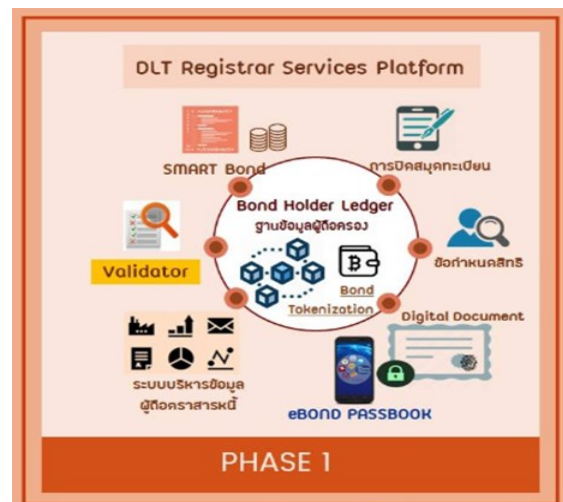 DLT Registrar Services Platform
SMART Bond
การปิดสมุดทะเบียน
Bond Holder Ledger
ฐานข้อมูลผู้ถือครอง
Validator
ข้อกำหนดสิทธิ
Bond
Tokenization
Digital Document
ระบบบริหารข้อมูล
ผู้ถือตราสารหนี้
eBOND PASSBOOK
PHASE 1